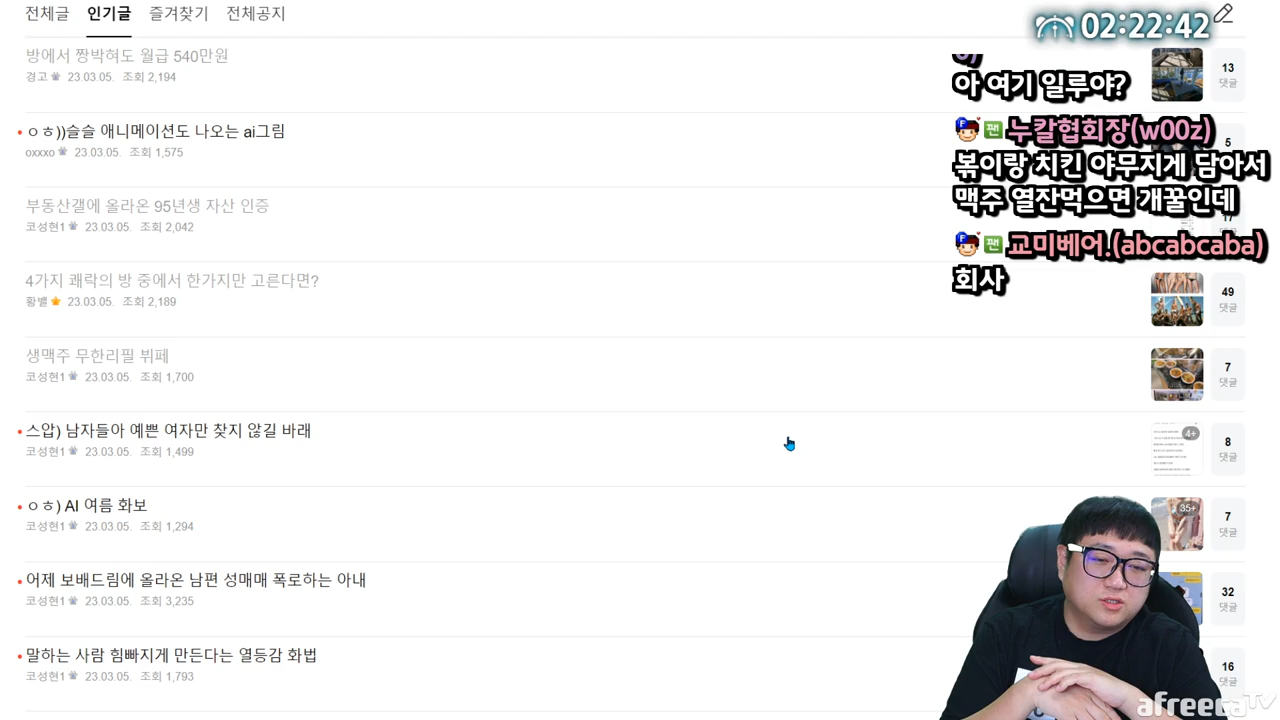 전체글 인기글 즐겨찾기 전체공지
02:22:42
방에서 짱박혀도 월급 540만원
경고 23.03.05. 조회 2,194
13
댓글
아 여기 일루야?
ㅇㅎ))슬슬 애니메이션도 나오는 ai그림
oxxxo 23.03.05. 조회 1,575
5
팬 누칼협회장(w00z)
볶이랑 치킨 야무지게 담아서
맥주 열잔먹으면 개꿀인데
부동산갤에 올라온 95년생 자산 인증
코성현1 23.03.05. 조회 2,042
17
팬 교미베어.(abcabcaba)
회사
4가지 쾌락의 방 중에서 한가지만 고른다면?
황밸 23.03.05. 조회 2,189
49
댓글
생맥주 무한리필 뷔페
코성현1 23.03.05. 조회 1,700
7
댓글
스압) 남자들아 예쁜 여자만 찾지 않길 바래
코성현1 23.03.05. 조회 1,499
4+
8
댓글
ㅇㅎ) AI 여름 화보
코성현1 23.03.05. 조회 1,294
35+
7
댓글
어제 보배드림에 올라온 남편 성매매 폭로하는 아내
코성현1 23.03.05. 조회 3,235
32
댓글
말하는 사람 힘빠지게 만든다는 열등감 화법
코성현1 23.03.05. 조회 1,793
16
댓글
afreecaTV